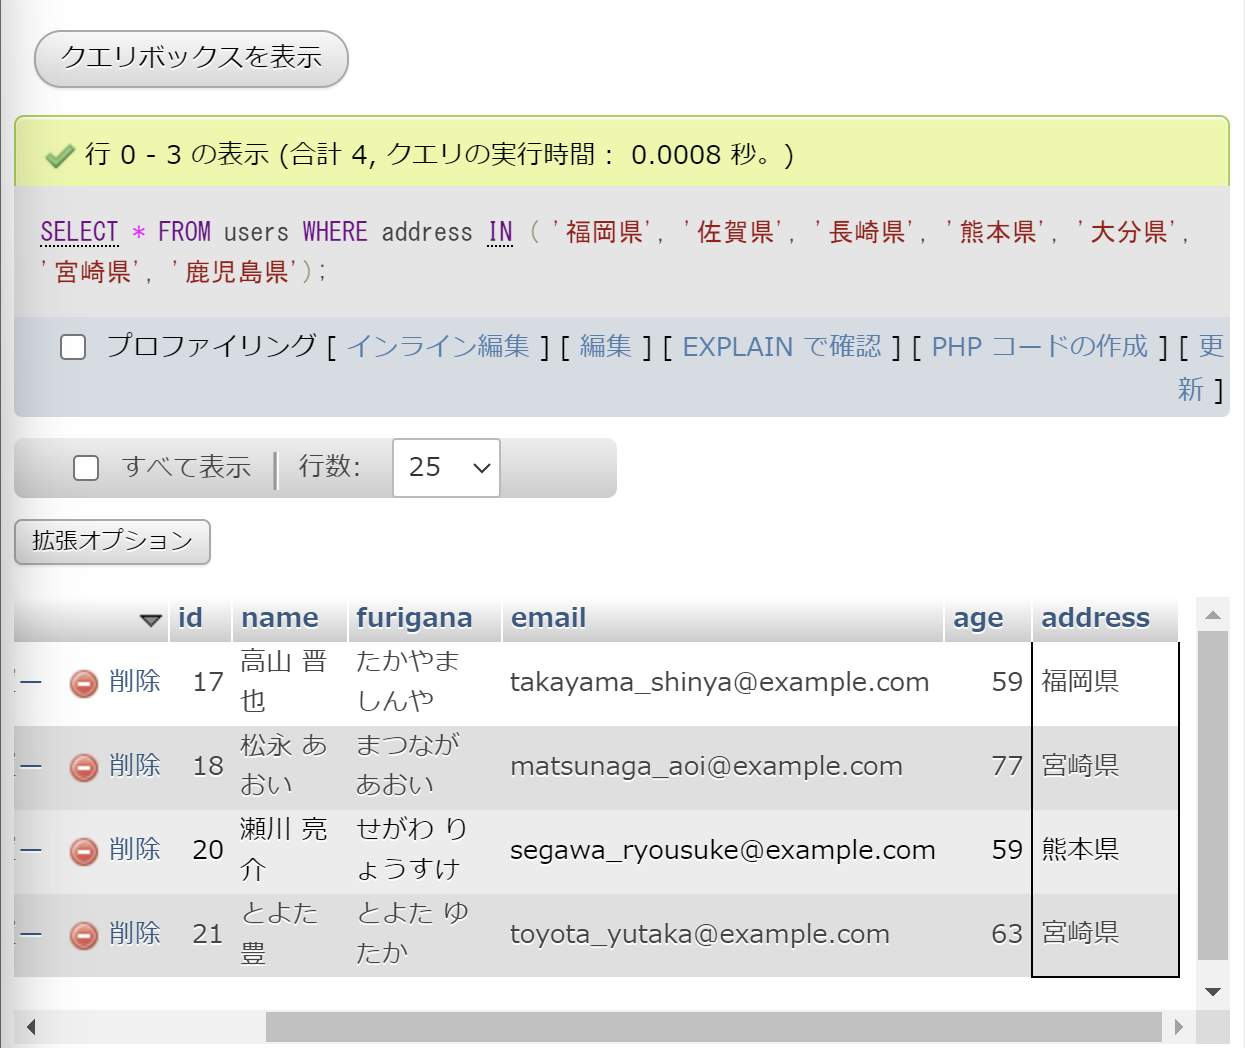 クエリボックスを表示
行 0 - 3 の表示 (合計 4, クエリの実行時間： 0.0008 秒。)
SELECT * FROM users WHERE address IN ( '福岡県', '佐賀県', '長崎県', '熊本県', '大分県',
'宮崎県', '鹿児島県');
プロファイリング [ インライン編集 ] [ 編集 ] [ EXPLAIN で確認 ] [ PHP コードの作成 ] [ 更
新 ]
すべて表示 行数: 25
拡張オプション
id name furigana email age address
ー 削除 17 高山 晋也 たかやま しんや takayama_shinya@example.com 59 福岡県
ー 削除 18 松永 あおい まつなが あおい matsunaga_aoi@example.com 77 宮崎県
ー 削除 20 瀬川 亮介 せがわ りょうすけ segawa_ryousuke@example.com 59 熊本県
ー 削除 21 とよた 豊 とよた ゆたか toyota_yutaka@example.com 63 宮崎県